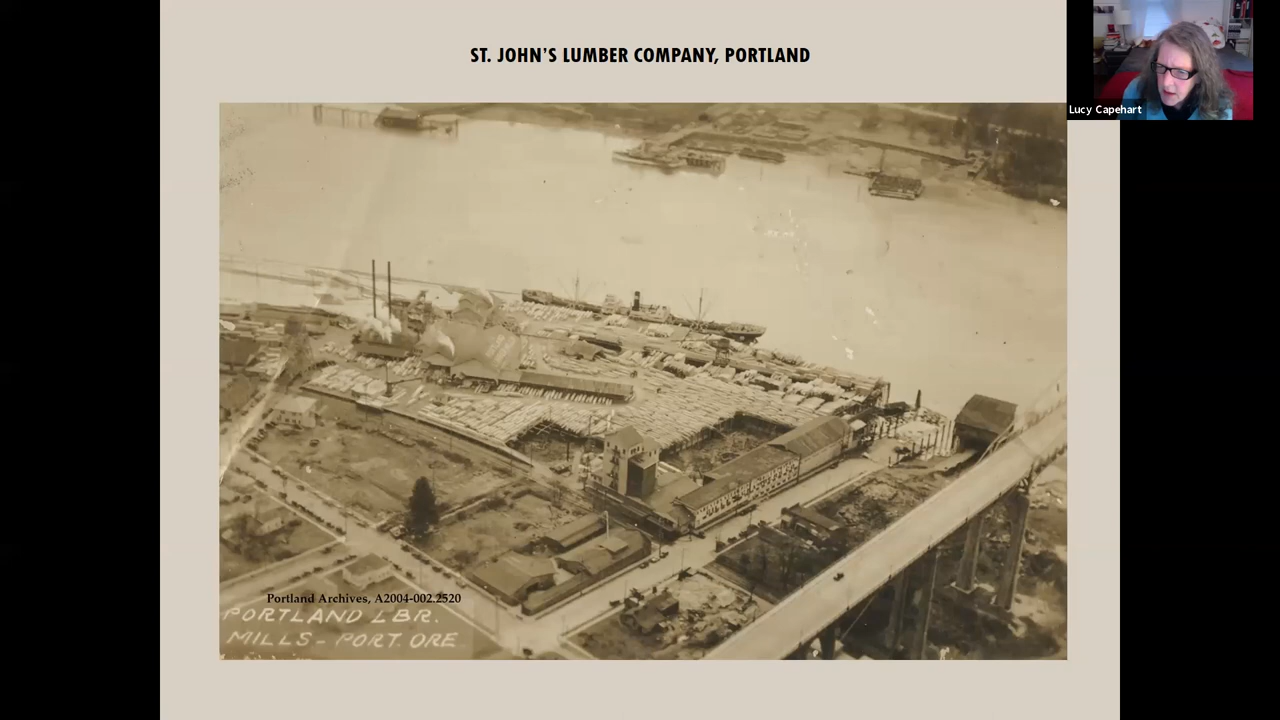 ST. JOHN'S LUMBER COMPANY, PORTLAND
Lucy Capehart
Portland Archives, A2004-002.2520
PORTLAND LBR.
MILLS - PORT. ORE